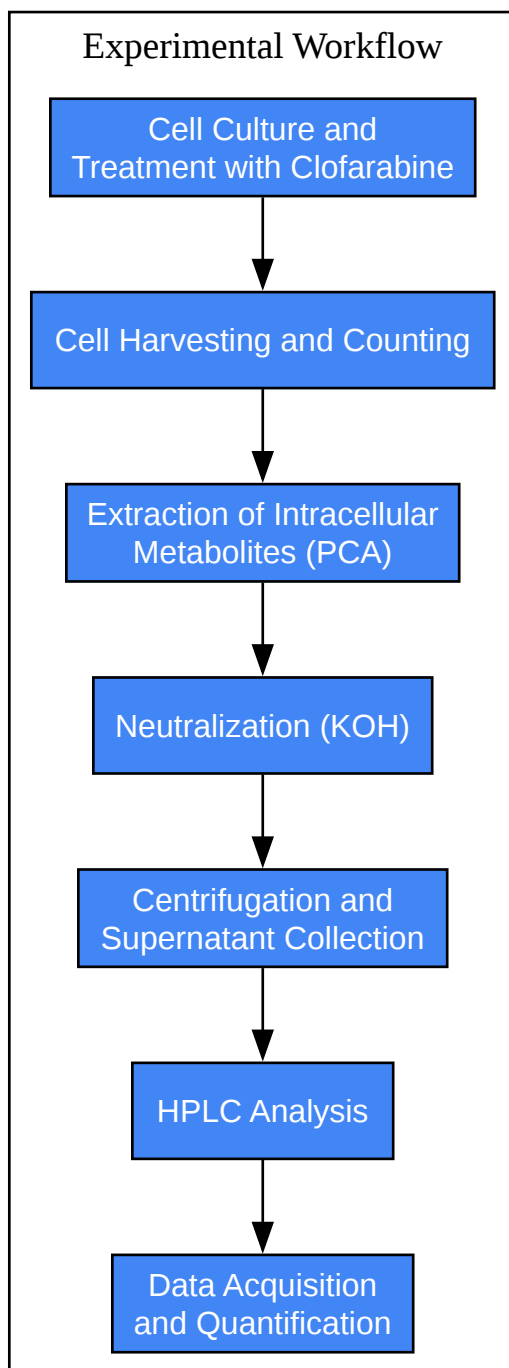 Experimental Workflow
Cell Culture and
Treatment with Clofarabine
Cell Harvesting and Counting
Extraction of Intracellular
Metabolites (PCA)
Neutralization (KOH)
Centrifugation and
Supernatant Collection
HPLC Analysis
Data Acquisition
and Quantification